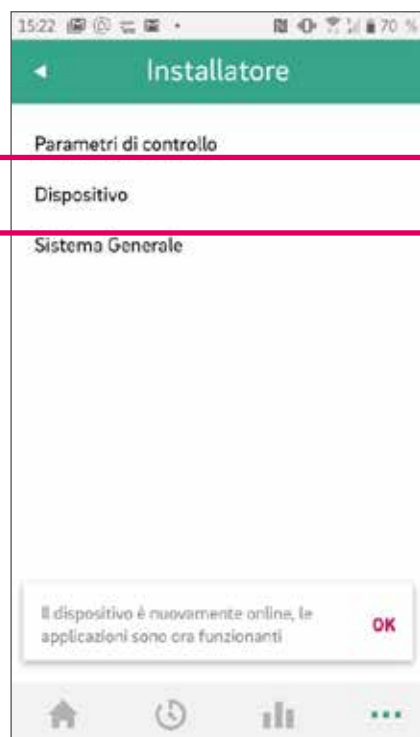 15:22 70 %
Installatore
Parametri di controllo
Dispositivo
Sistema Generale
Il dispositivo è nuovamente online, le
applicazioni sono ora funzionanti
OK